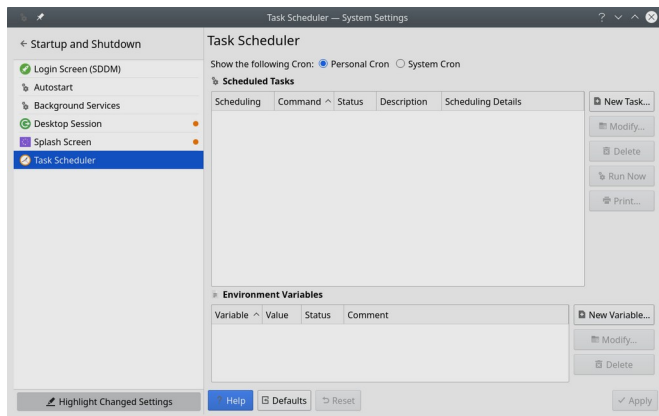 Task Scheduler — System Settings
Startup and Shutdown
Login Screen (SDDM)
Autostart
Background Services
Desktop Session
Splash Screen
Task Scheduler
Highlight Changed Settings
Task Scheduler
Show the following Cron: Personal Cron System Cron
Scheduled Tasks
Scheduling Command Status Description Scheduling Details
New Task...
Modify...
Delete
Run Now
Print...
Environment Variables
Variable Value Status Comment
New Variable...
Modify...
Delete
Help Defaults Reset Apply